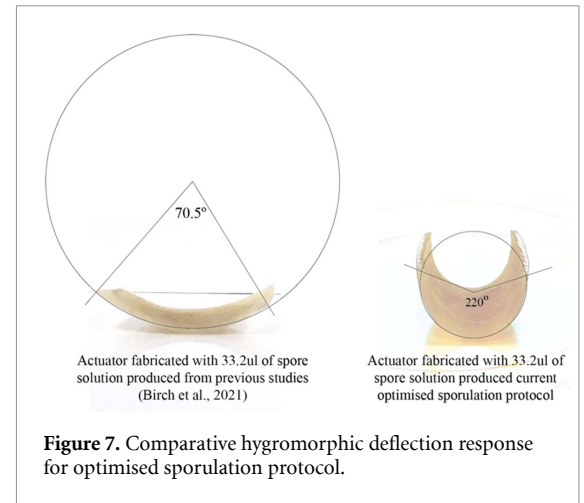 70.5º
220º
Actuator fabricated with 33.2ul of spore
solution produced from previous studies
(Birch et al., 2021)
Actuator fabricated with 33.2ul of
spore solution produced current
optimised sporulation protocol
Figure 7. Comparative hygromorphic deflection response
for optimised sporulation protocol.